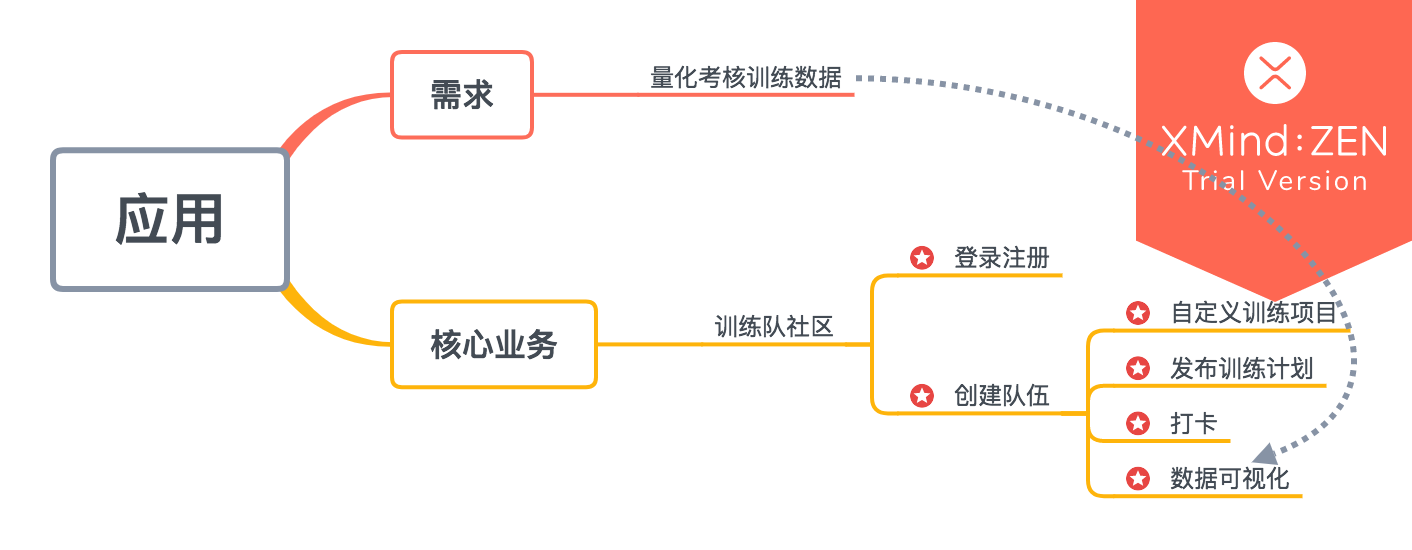 应用
需求
量化考核训练数据
XMind:ZEN
Trial Version
核心业务
训练队社区
登录注册
创建队伍
自定义训练项目
发布训练计划
打卡
数据可视化